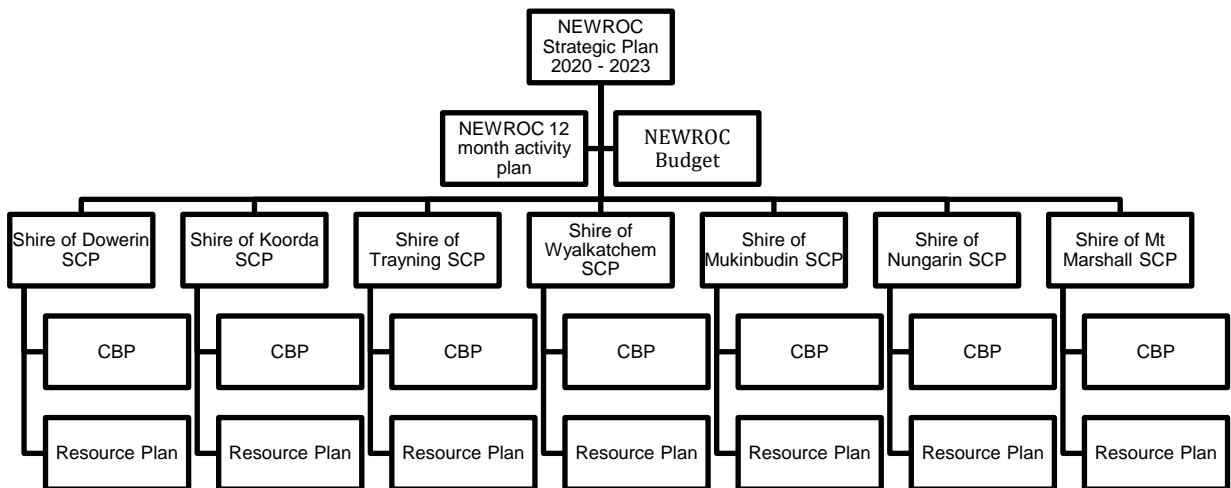 NEWROC
Strategic Plan
2020 - 2023
NEWROC 12
month activity
plan
NEWROC
Budget
Shire of Dowerin
SCP
Shire of Koorda
SCP
Shire of
Trayning SCP
Shire of
Wyalkatchem
SCP
Shire of
Mukinbudin SCP
Shire of
Nungarin SCP
Shire of Mt
Marshall SCP
CBP
CBP
CBP
CBP
CBP
CBP
CBP
Resource Plan
Resource Plan
Resource Plan
Resource Plan
Resource Plan
Resource Plan
Resource Plan